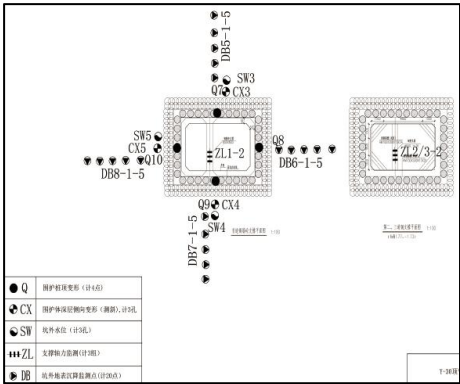 DB5-1-5
SW3
Q7
CX3
SW5
CX5
Q10
ZL1-2
Q8
DB6-1-5
DB8-1-5
ZL2/3-2
Q9
CX4
SW4
DB7-1-5
Q 围护桩顶变形（计4点）
CX 围护体深层侧向变形（测斜），计3孔
SW 坑外水位（计3孔）
ZL 支撑轴力监测（计3组）
DB 坑外地表沉降监测点（计20点）